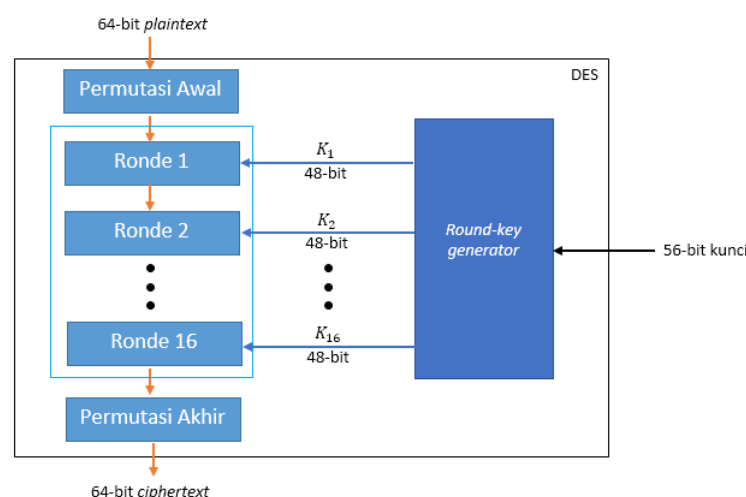 64-bit plaintext
DES
Permutasi Awal
Ronde 1
K₁
48-bit
Ronde 2
K₂
48-bit
Round-key
generator
56-bit kunci
Ronde 16
K₁₆
48-bit
Permutasi Akhir
64-bit ciphertext